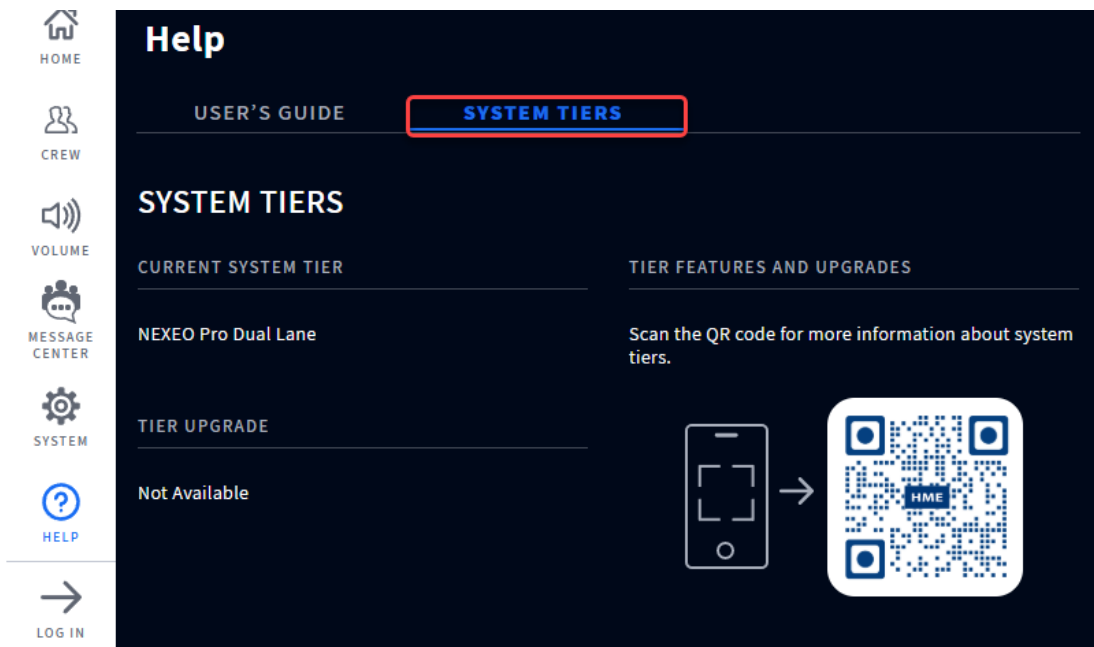 HOME
CREW
VOLUME
MESSAGE
CENTER
SYSTEM
HELP
LOG IN
Help
USER'S GUIDE
SYSTEM TIERS
SYSTEM TIERS
CURRENT SYSTEM TIER
NEXEO Pro Dual Lane
TIER UPGRADE
Not Available
TIER FEATURES AND UPGRADES
Scan the QR code for more information about system
tiers.
HME